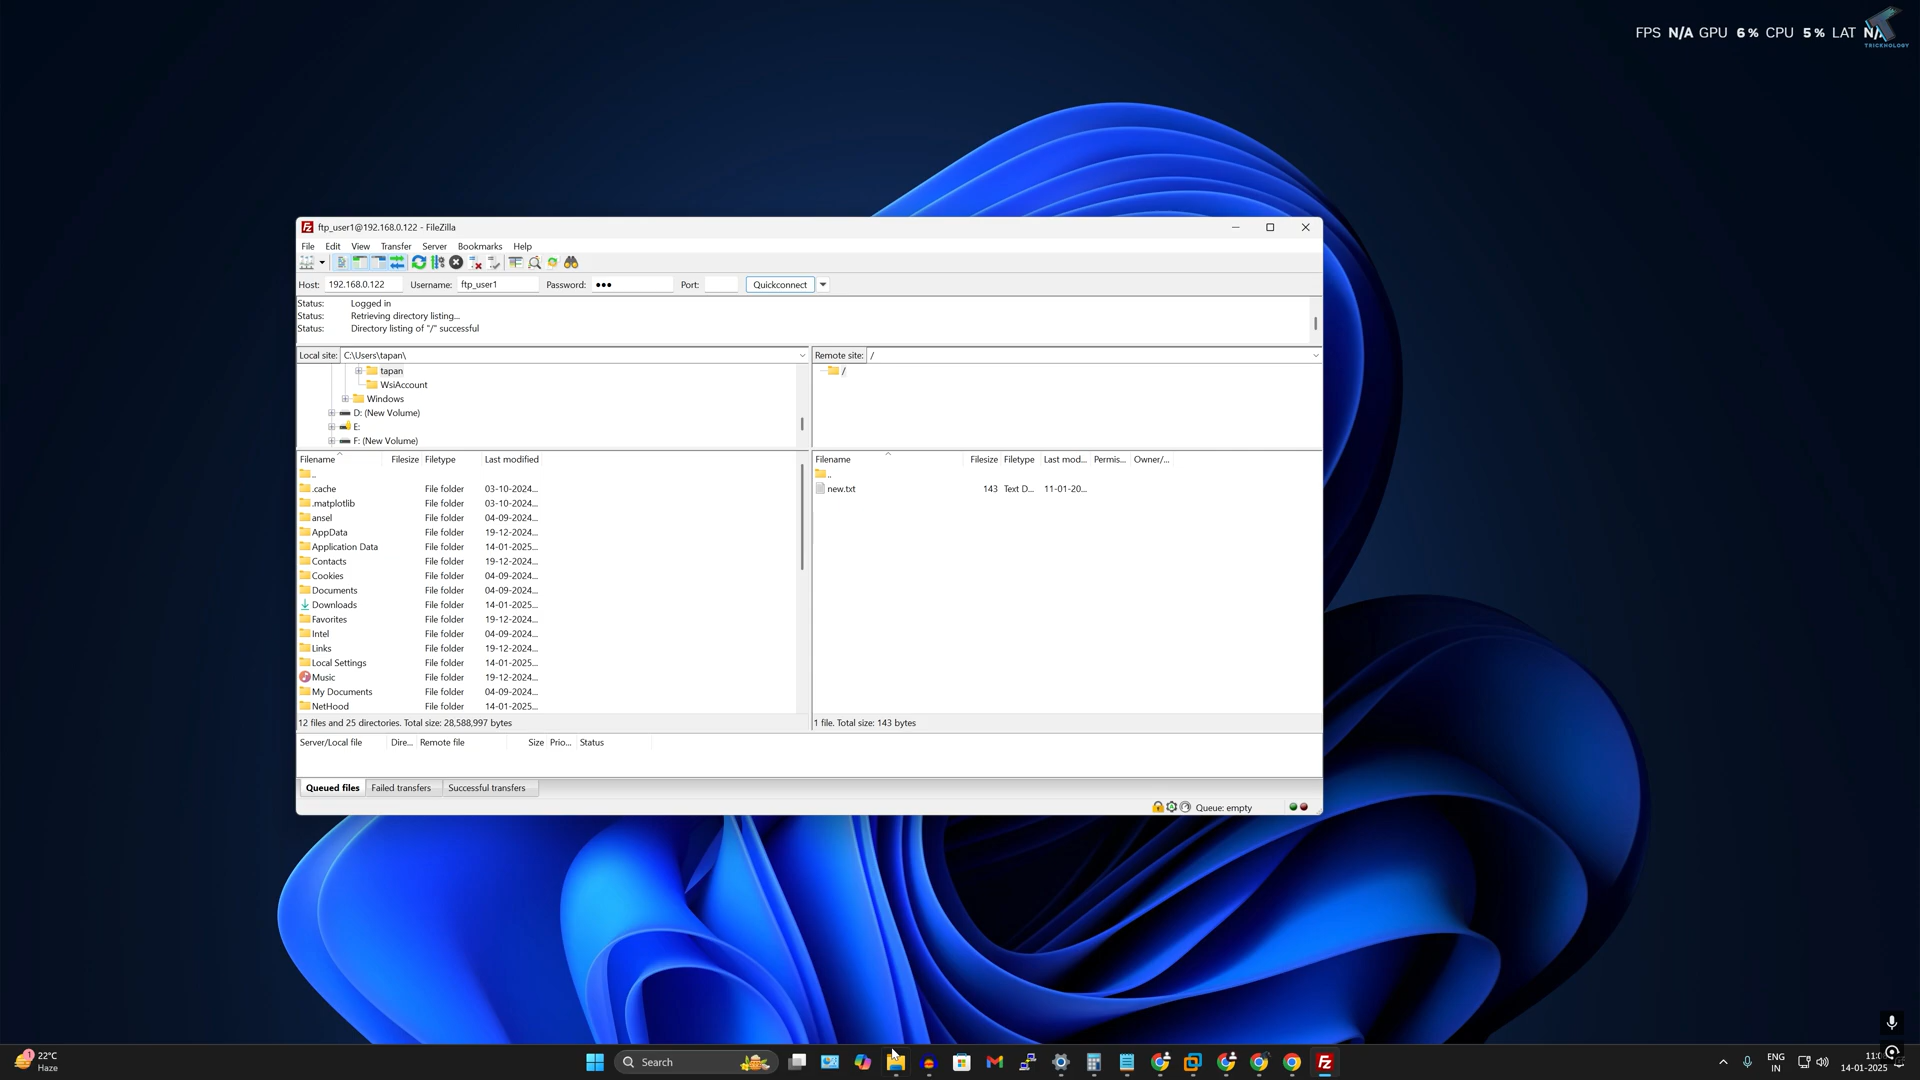 FPS N/A GPU 6% CPU 5% LAT N/A
TRICKNOLOGY
ftp_user1@192.168.0.122 - FileZilla
File Edit View Transfer Server Bookmarks Help
Host: 192.168.0.122 Username: ftp_user1 Password: ●●● Port: Quickconnect
Status: Logged in
Status: Retrieving directory listing...
Status: Directory listing of "/" successful
Local site: C:\Users\tapan\ Remote site: /
tapan /
WsiAccount
Windows
D: (New Volume)
E:
F: (New Volume)
Filename Filesize Filetype Last modified Filename Filesize Filetype Last mod... Permis... Owner/...
.. ..
.cache File folder 03-10-2024... new.txt 143 Text D... 11-01-20...
.matplotlib File folder 03-10-2024...
ansel File folder 04-09-2024...
AppData File folder 19-12-2024...
Application Data File folder 14-01-2025...
Contacts File folder 19-12-2024...
Cookies File folder 04-09-2024...
Documents File folder 04-09-2024...
Downloads File folder 14-01-2025...
Favorites File folder 19-12-2024...
Intel File folder 04-09-2024...
Links File folder 19-12-2024...
Local Settings File folder 14-01-2025...
Music File folder 19-12-2024...
My Documents File folder 04-09-2024...
NetHood File folder 14-01-2025...
12 files and 25 directories. Total size: 28,588,997 bytes 1 file. Total size: 143 bytes
Server/Local file Dire... Remote file Size Prio... Status
Queued files Failed transfers Successful transfers
Queue: empty
1 22°C
Haze
Search
ENG
IN
14-01-2025